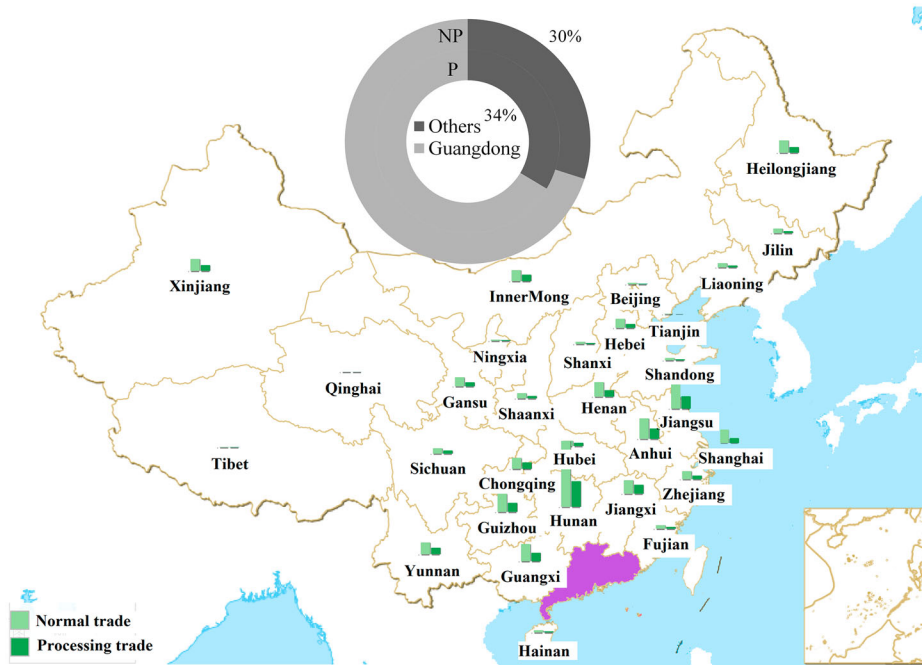 NP
30%
P
34%
Others
Guangdong
Heilongjiang
Jilin
Xinjiang
Liaoning
InnerMong
Beijing
Tianjin
Hebei
Ningxia
Shanxi
Shandong
Qinghai
Gansu
Shaanxi
Henan
Jiangsu
Anhui
Shanghai
Tibet
Sichuan
Hubei
Chongqing
Zhejiang
Jiangxi
Hunan
Guizhou
Fujian
Yunnan
Guangxi
Normal trade
Processing trade
Hainan